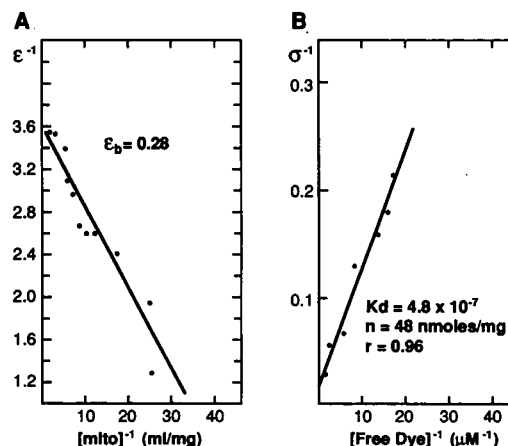 A
ε⁻¹
3.6
3.2
2.8
2.6
2.0
1.6
1.2
εb = 0.28
10 20 30 40
[mito]⁻¹ (ml/mg)
B
σ⁻¹
0.3
0.2
0.1
Kd = 4.8 x 10⁻⁷
n = 48 nmoles/mg
r = 0.96
10 20 30 40
[Free Dye]⁻¹ (μM⁻¹)